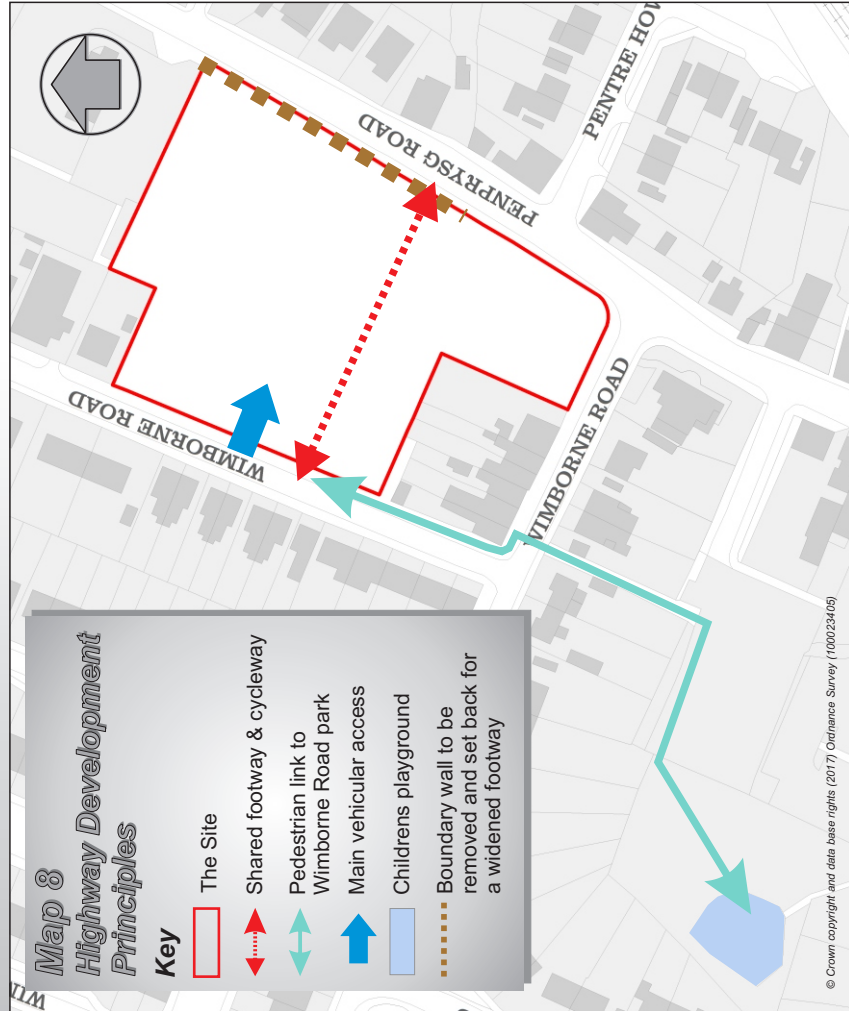 Map 8
Highway Development
Principles
Key
The Site
Shared footway & cycleway
Pedestrian link to
Wimborne Road park
Main vehicular access
Childrens playground
Boundary wall to be
removed and set back for
a widened footway
WIMBORNE ROAD
PENPRYSG ROAD
PENTRE HOW
WIMBORNE ROAD
WIM
© Crown copyright and data base rights (2017) Ordnance Survey (100023405)